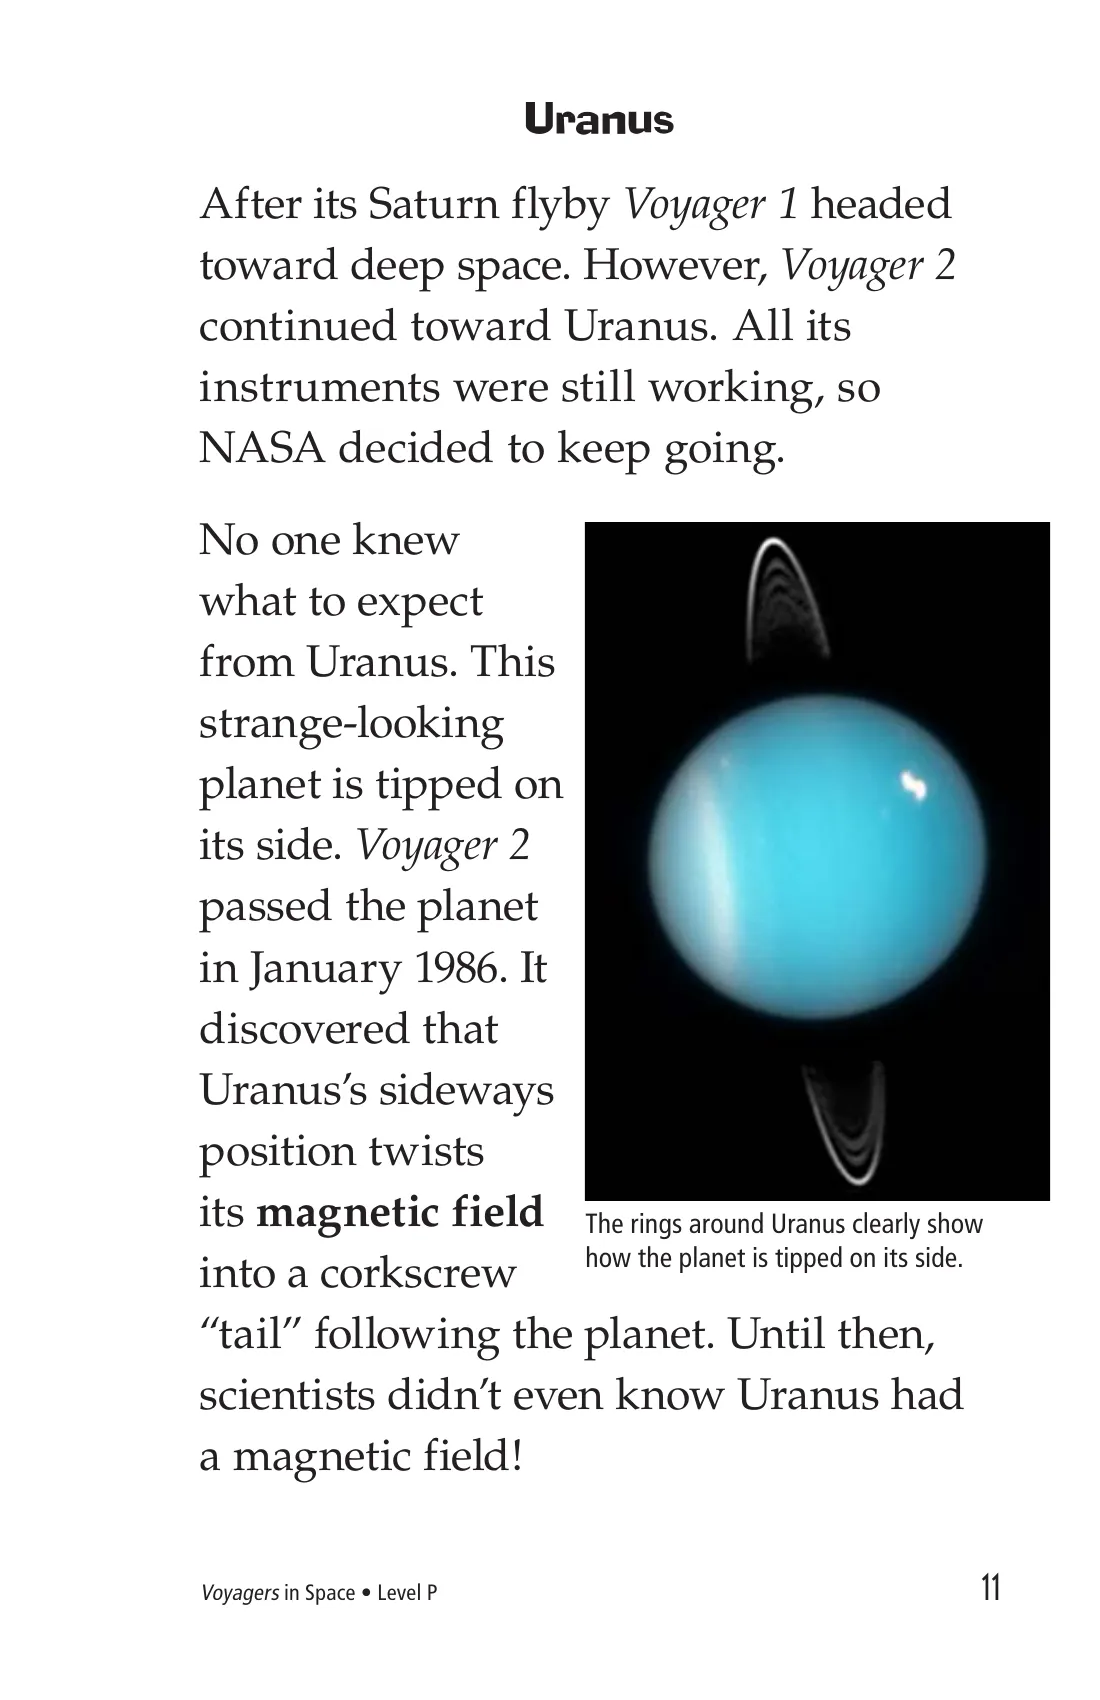 Uranus
After its Saturn flyby Voyager 1 headed
toward deep space. However, Voyager 2
continued toward Uranus. All its
instruments were still working, so
NASA decided to keep going.
No one knew
what to expect
from Uranus. This
strange-looking
planet is tipped on
its side. Voyager 2
passed the planet
in January 1986. It
discovered that
Uranus’s sideways
position twists
its magnetic field
into a corkscrew
“tail” following the planet. Until then,
scientists didn’t even know Uranus had
a magnetic field!
The rings around Uranus clearly show
how the planet is tipped on its side.
Voyagers in Space • Level P
11